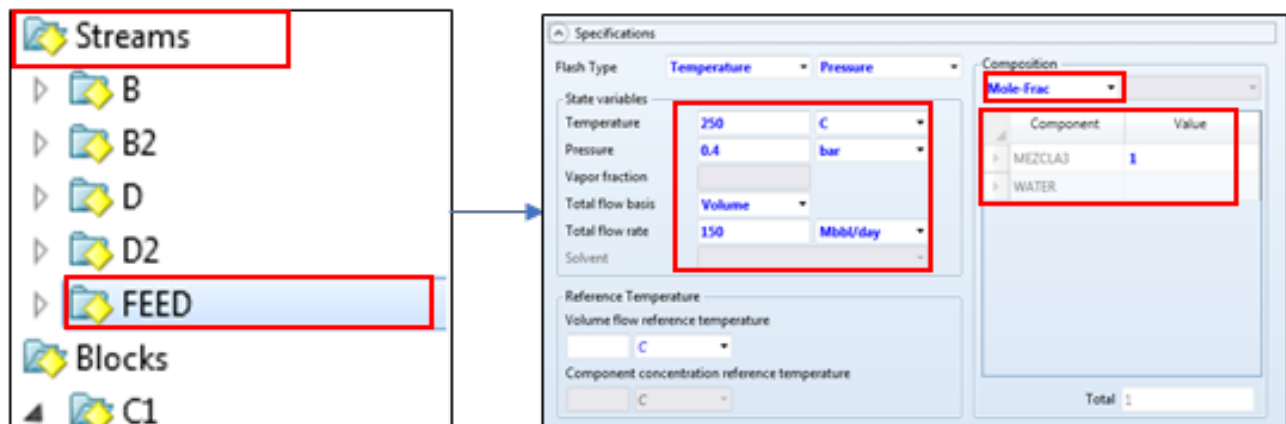 Streams
B
B2
D
D2
FEED
Blocks
C1
Specifications
Flash Type Temperature Pressure
State variables
Temperature 250 C
Pressure 0.4 bar
Vapor fraction
Total flow basis Volume
Total flow rate 150 Mbbl/day
Solvent
Reference Temperature
Volume flow reference temperature
C
Component concentration reference temperature
C
Composition
Mole-Frac
Component Value
MEZCLA3 1
WATER
Total 1